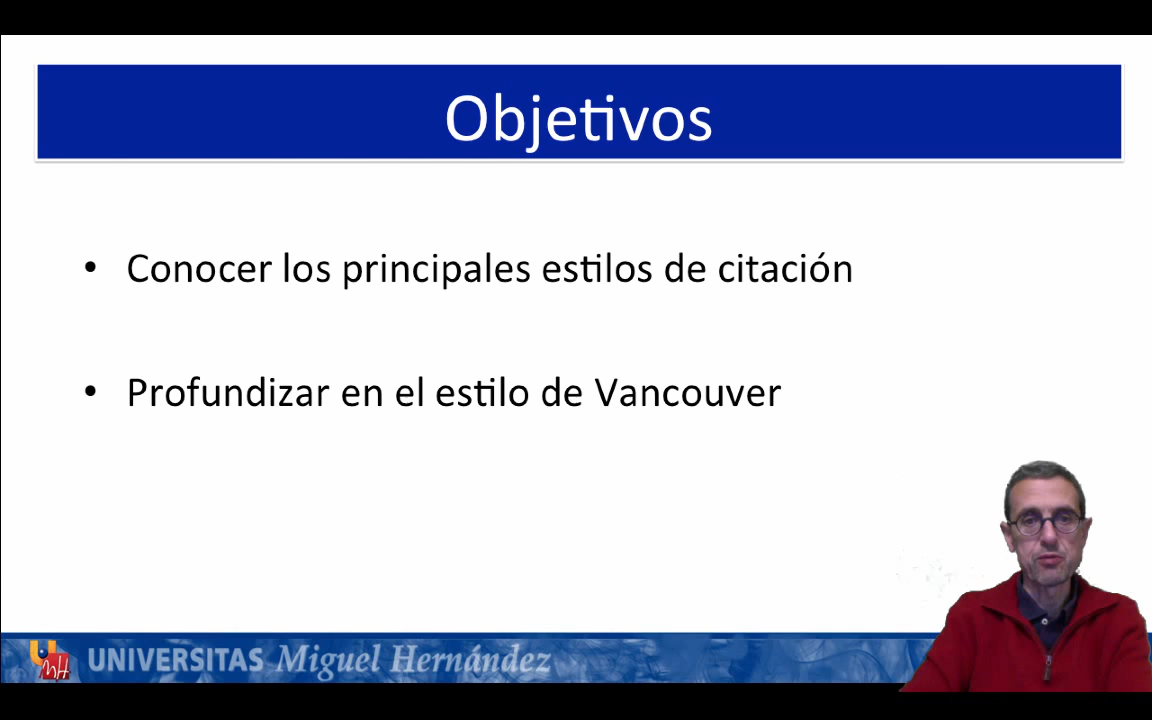 Objetivos
• Conocer los principales estilos de citación
• Profundizar en el estilo de Vancouver
UNIVERSITAS Miguel Hernández